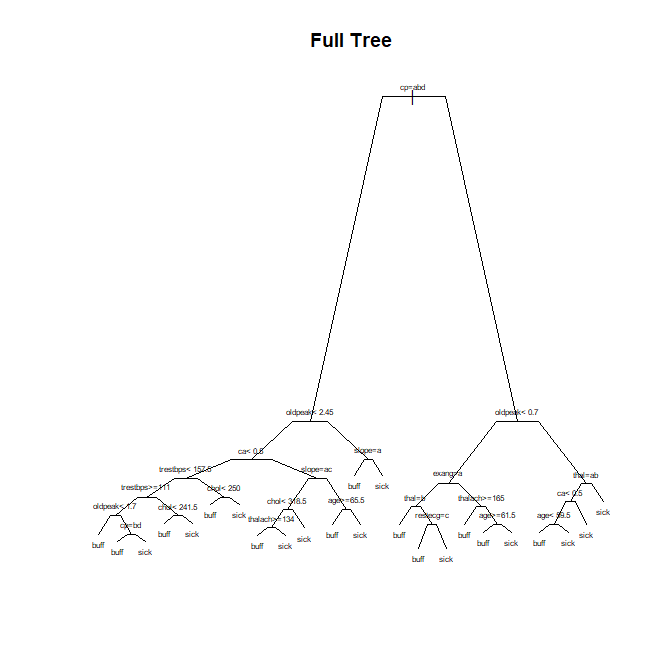 Full Tree
cp=abd
oldpeak< 2.45
oldpeak< 0.7
ca< 0.5
slope=a
trestbps< 157.5
slope=ac
exang=a
thal=ab
buff
sick
trestbps>=111
chol< 250
chol< 318.5
age>=65.5
thal=b
thalach>=165
ca< 0.5
sick
oldpeak< 1.7
chol< 241.5
buff
sick
thalach>=134
restecg=c
age>=61.5
age< 59.5
cp=bd
buff
sick
sick
buff
sick
buff
buff
sick
sick
buff
buff
sick
buff
sick
buff
sick
buff
sick